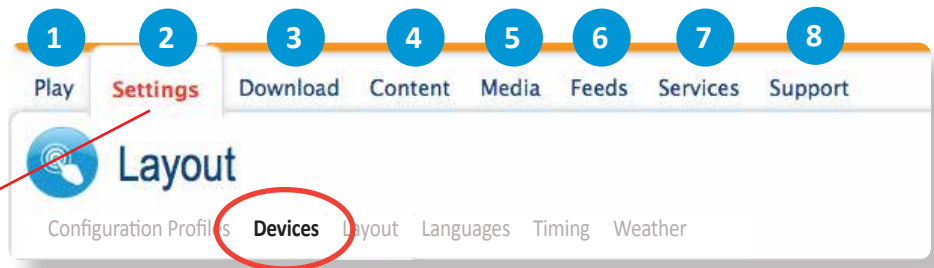 1 2 3 4 5 6 7 8
Play Settings Download Content Media Feeds Services Support
Layout
Configuration Profiles Devices Layout Languages Timing Weather